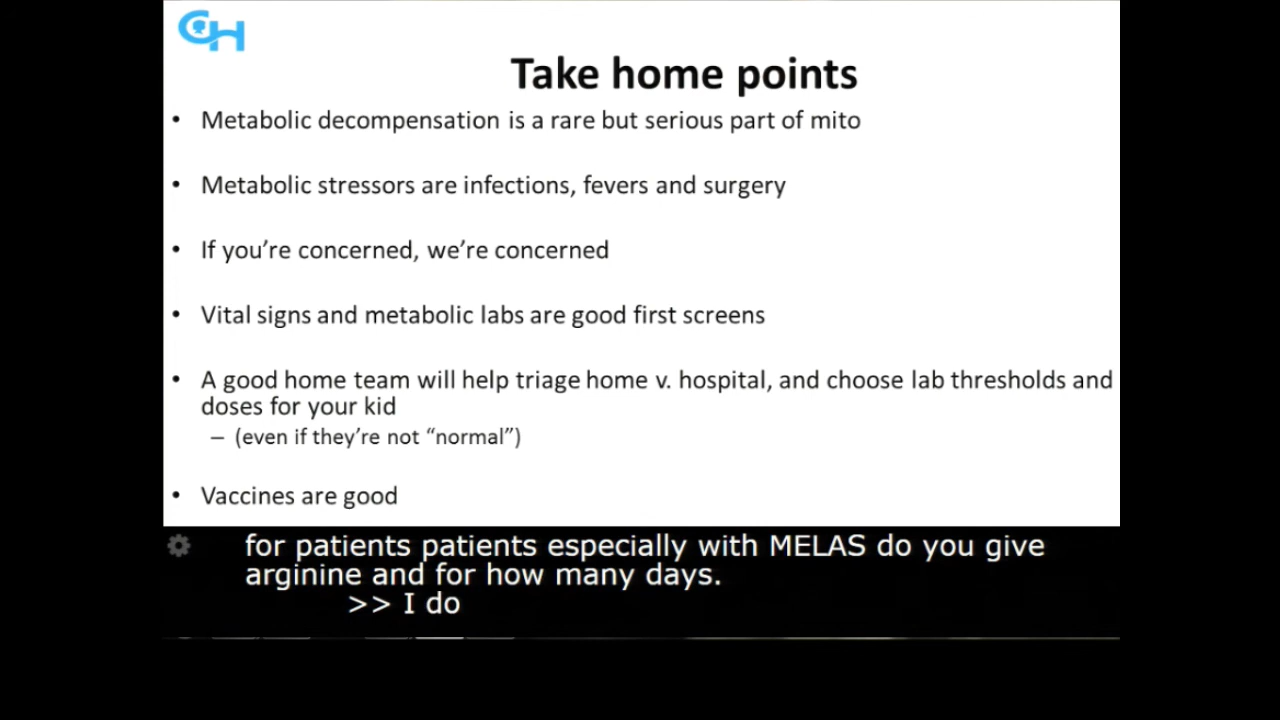 CH
Take home points
• Metabolic decompensation is a rare but serious part of mito
• Metabolic stressors are infections, fevers and surgery
• If you’re concerned, we’re concerned
• Vital signs and metabolic labs are good first screens
• A good home team will help triage home v. hospital, and choose lab thresholds and
doses for your kid
– (even if they’re not “normal”)
• Vaccines are good
for patients patients especially with MELAS do you give
arginine and for how many days.
>> I do